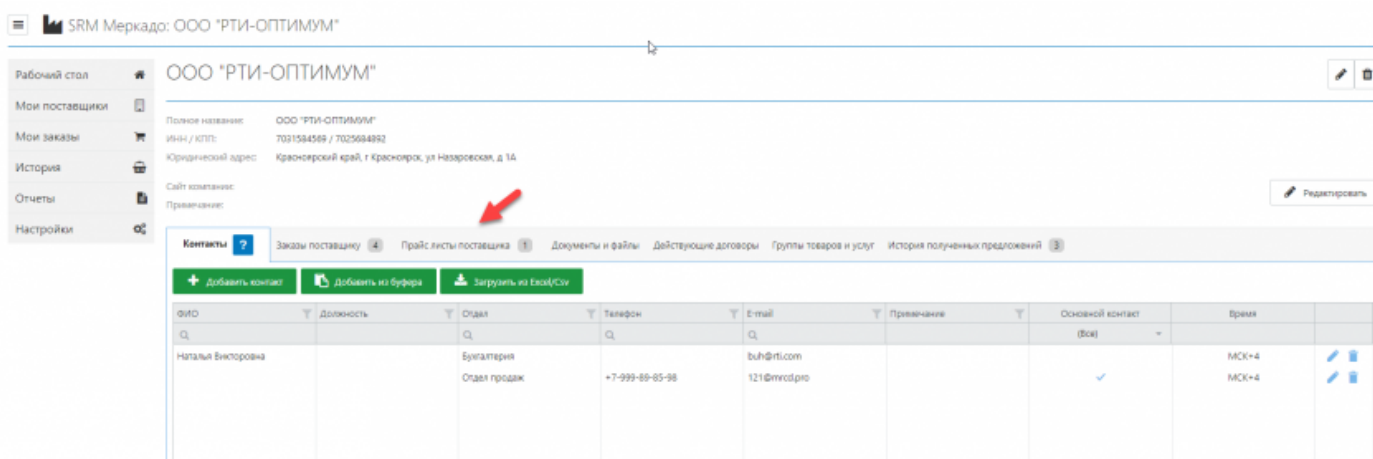 SRM Меркадо: ООО "РТИ-ОПТИМУМ"
Рабочий стол
Мои поставщики
Мои заказы
История
Отчеты
Настройки
ООО "РТИ-ОПТИМУМ"
Полное название: ООО "РТИ-ОПТИМУМ"
ИНН / КПП: 7031584569 / 7025684892
Юридический адрес: Красноярский край, г Красноярск, ул Назаровская, д 1А
Сайт компании:
Примечание:
Редактировать
Контакты ? Заказы поставщику 4 Прайс листы поставщика 1 Документы и файлы Действующие договоры Группы товаров и услуг История полученных предложений 3
Добавить контакт Добавить из буфера Загрузить из Excel/Csv
ФИО Должность Отдел Телефон E-mail Примечание Основной контакт Время
(Все)
Наталья Викторовна Бухгалтерия buh@rti.com МСК+4
Отдел продаж +7-999-89-85-98 121@mrcd.pro МСК+4